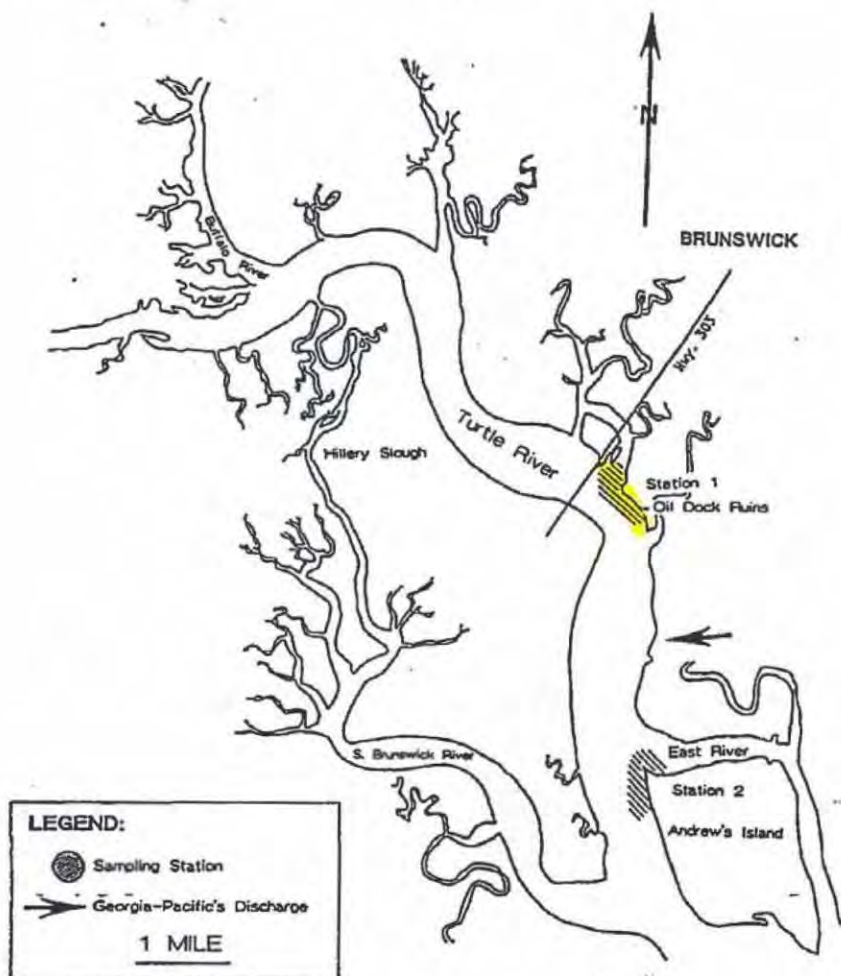 N
BRUNSWICK
Buffalo River
HWY. 303
Turtle River
Hillery Slough
Station 1
Oil Dock Ruins
S. Brunswick River
East River
Station 2
Andrew's Island
LEGEND:
Sampling Station
Georgia-Pacific's Discharge
1 MILE